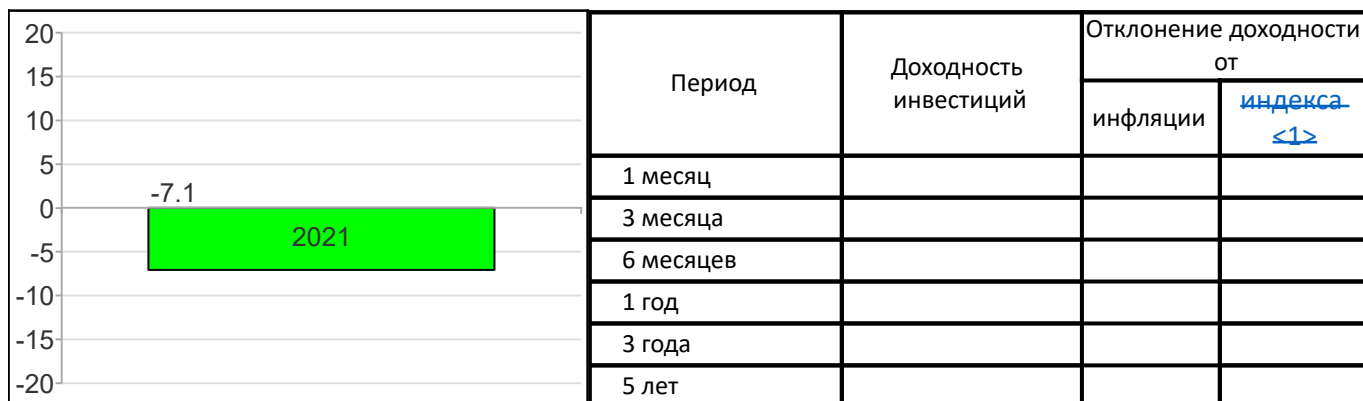 20
15
10
5
0
-5
-10
-15
-20
-7.1
2021
Период
Доходность
инвестиций
Отклонение доходности
от
инфляции
индекса
<1>
1 месяц
3 месяца
6 месяцев
1 год
3 года
5 лет